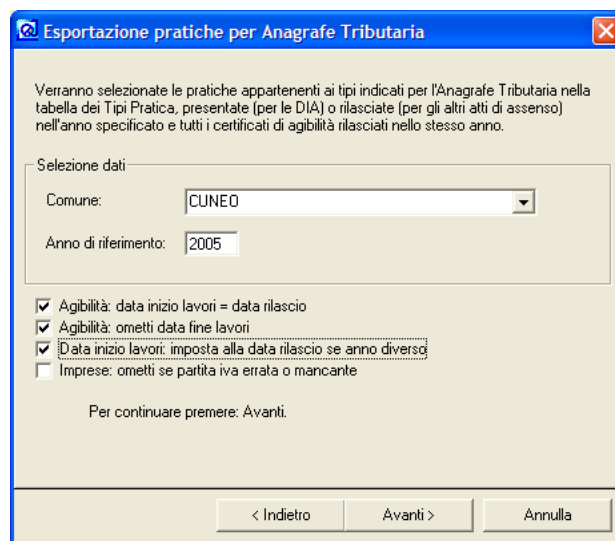 Esportazione pratiche per Anagrafe Tributaria
Verranno selezionate le pratiche appartenenti ai tipi indicati per l'Anagrafe Tributaria nella
tabella dei Tipi Pratica, presentate (per le DIA) o rilasciate (per gli altri atti di assenso)
nell'anno specificato e tutti i certificati di agibilità rilasciati nello stesso anno.
Selezione dati
Comune: CUNEO
Anno di riferimento: 2005
Agibilità: data inizio lavori = data rilascio
Agibilità: ometti data fine lavori
Data inizio lavori: imposta alla data rilascio se anno diverso
Imprese: ometti se partita iva errata o mancante
Per continuare premere: Avanti.
< Indietro Avanti > Annulla